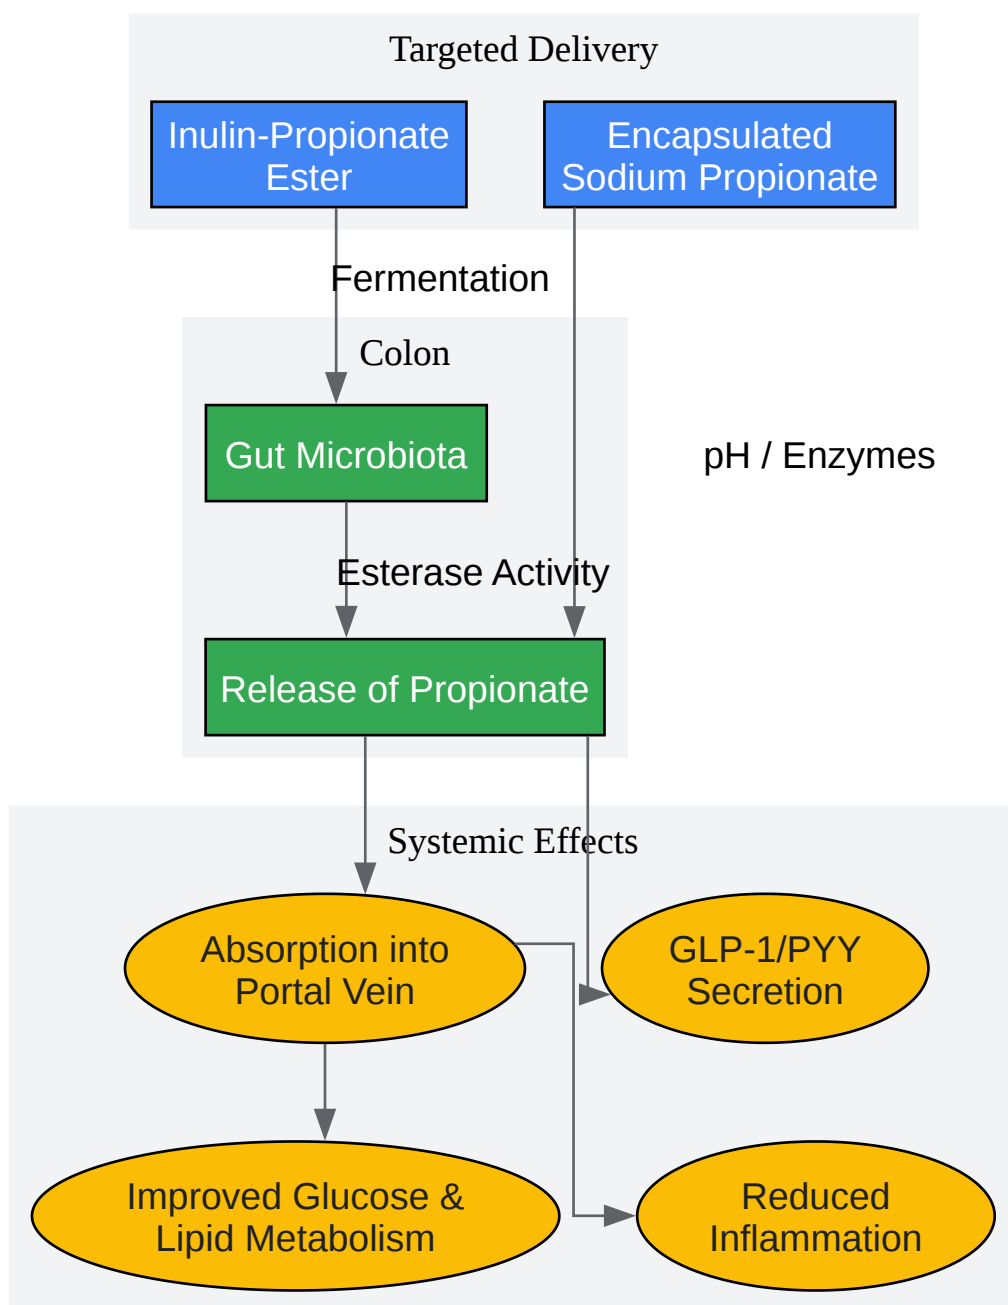 Targeted Delivery
Inulin-Propionate
Ester
Encapsulated
Sodium Propionate
Fermentation
Colon
Gut Microbiota
pH / Enzymes
Esterase Activity
Release of Propionate
Systemic Effects
Absorption into
Portal Vein
GLP-1/PYY
Secretion
Improved Glucose &
Lipid Metabolism
Reduced
Inflammation